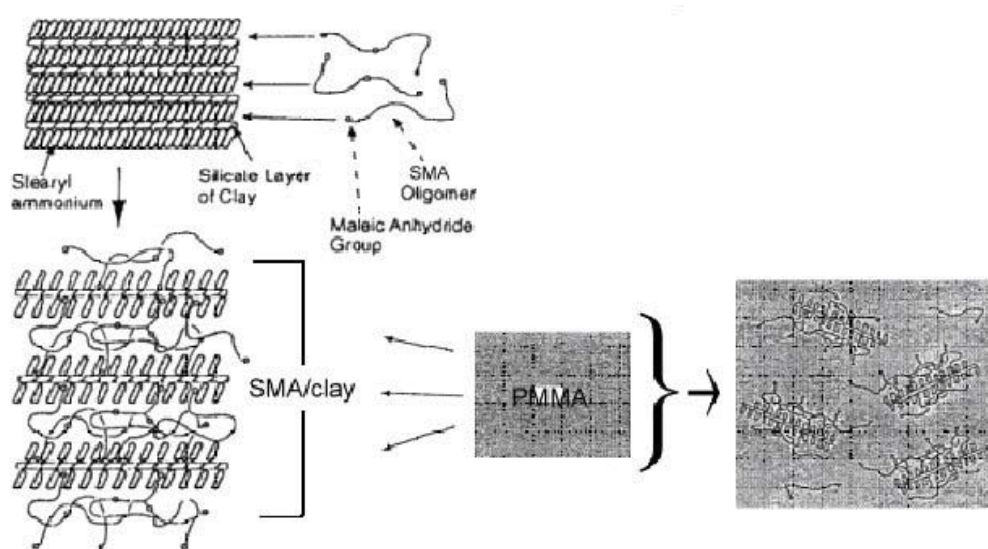 Stearyl
ammonium
Silicate Layer
of Clay
SMA
Oligomer
Maleic Anhydride
Group
SMA/clay
PMMA